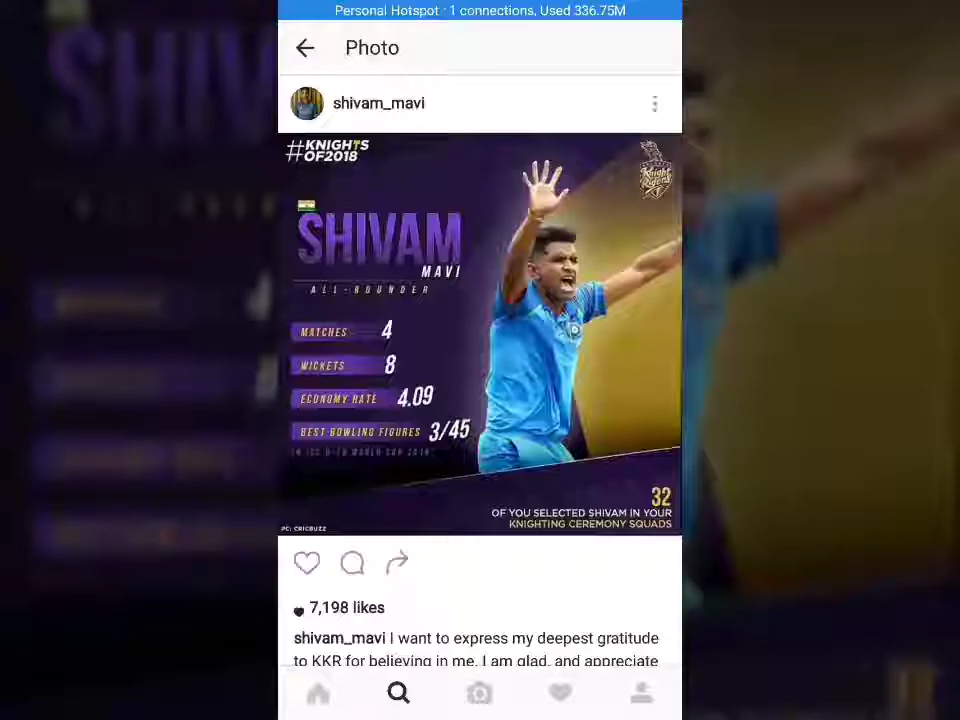 Personal Hotspot : 1 connections, Used 336.75M
Photo
shivam_mavi
#KNIGHTS
OF2018
Knight
Riders
SHIVAM
MAVI
ALL-ROUNDER
MATCHES 4
WICKETS 8
ECONOMY RATE 4.09
BEST BOWLING FIGURES 3/45
IN ICC U-19 WORLD CUP 2018
32
OF YOU SELECTED SHIVAM IN YOUR
KNIGHTING CEREMONY SQUADS
PC: CRICBUZZ
7,198 likes
shivam_mavi I want to express my deepest gratitude
to KKR for believing in me. I am glad, and appreciate